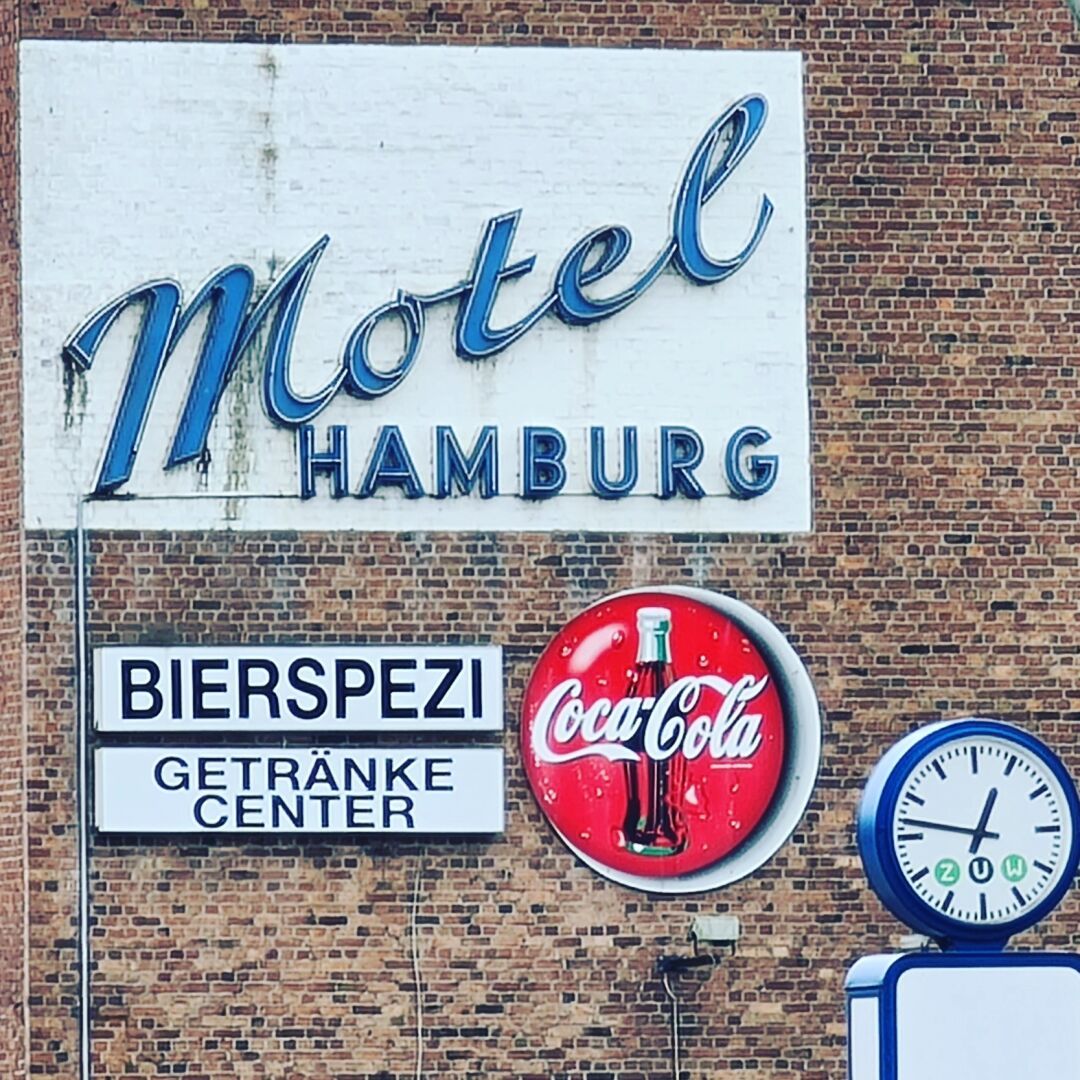 Motel
HAMBURG
BIERSPEZI
GETRÄNKE
CENTER
Coca-Cola
Z U W